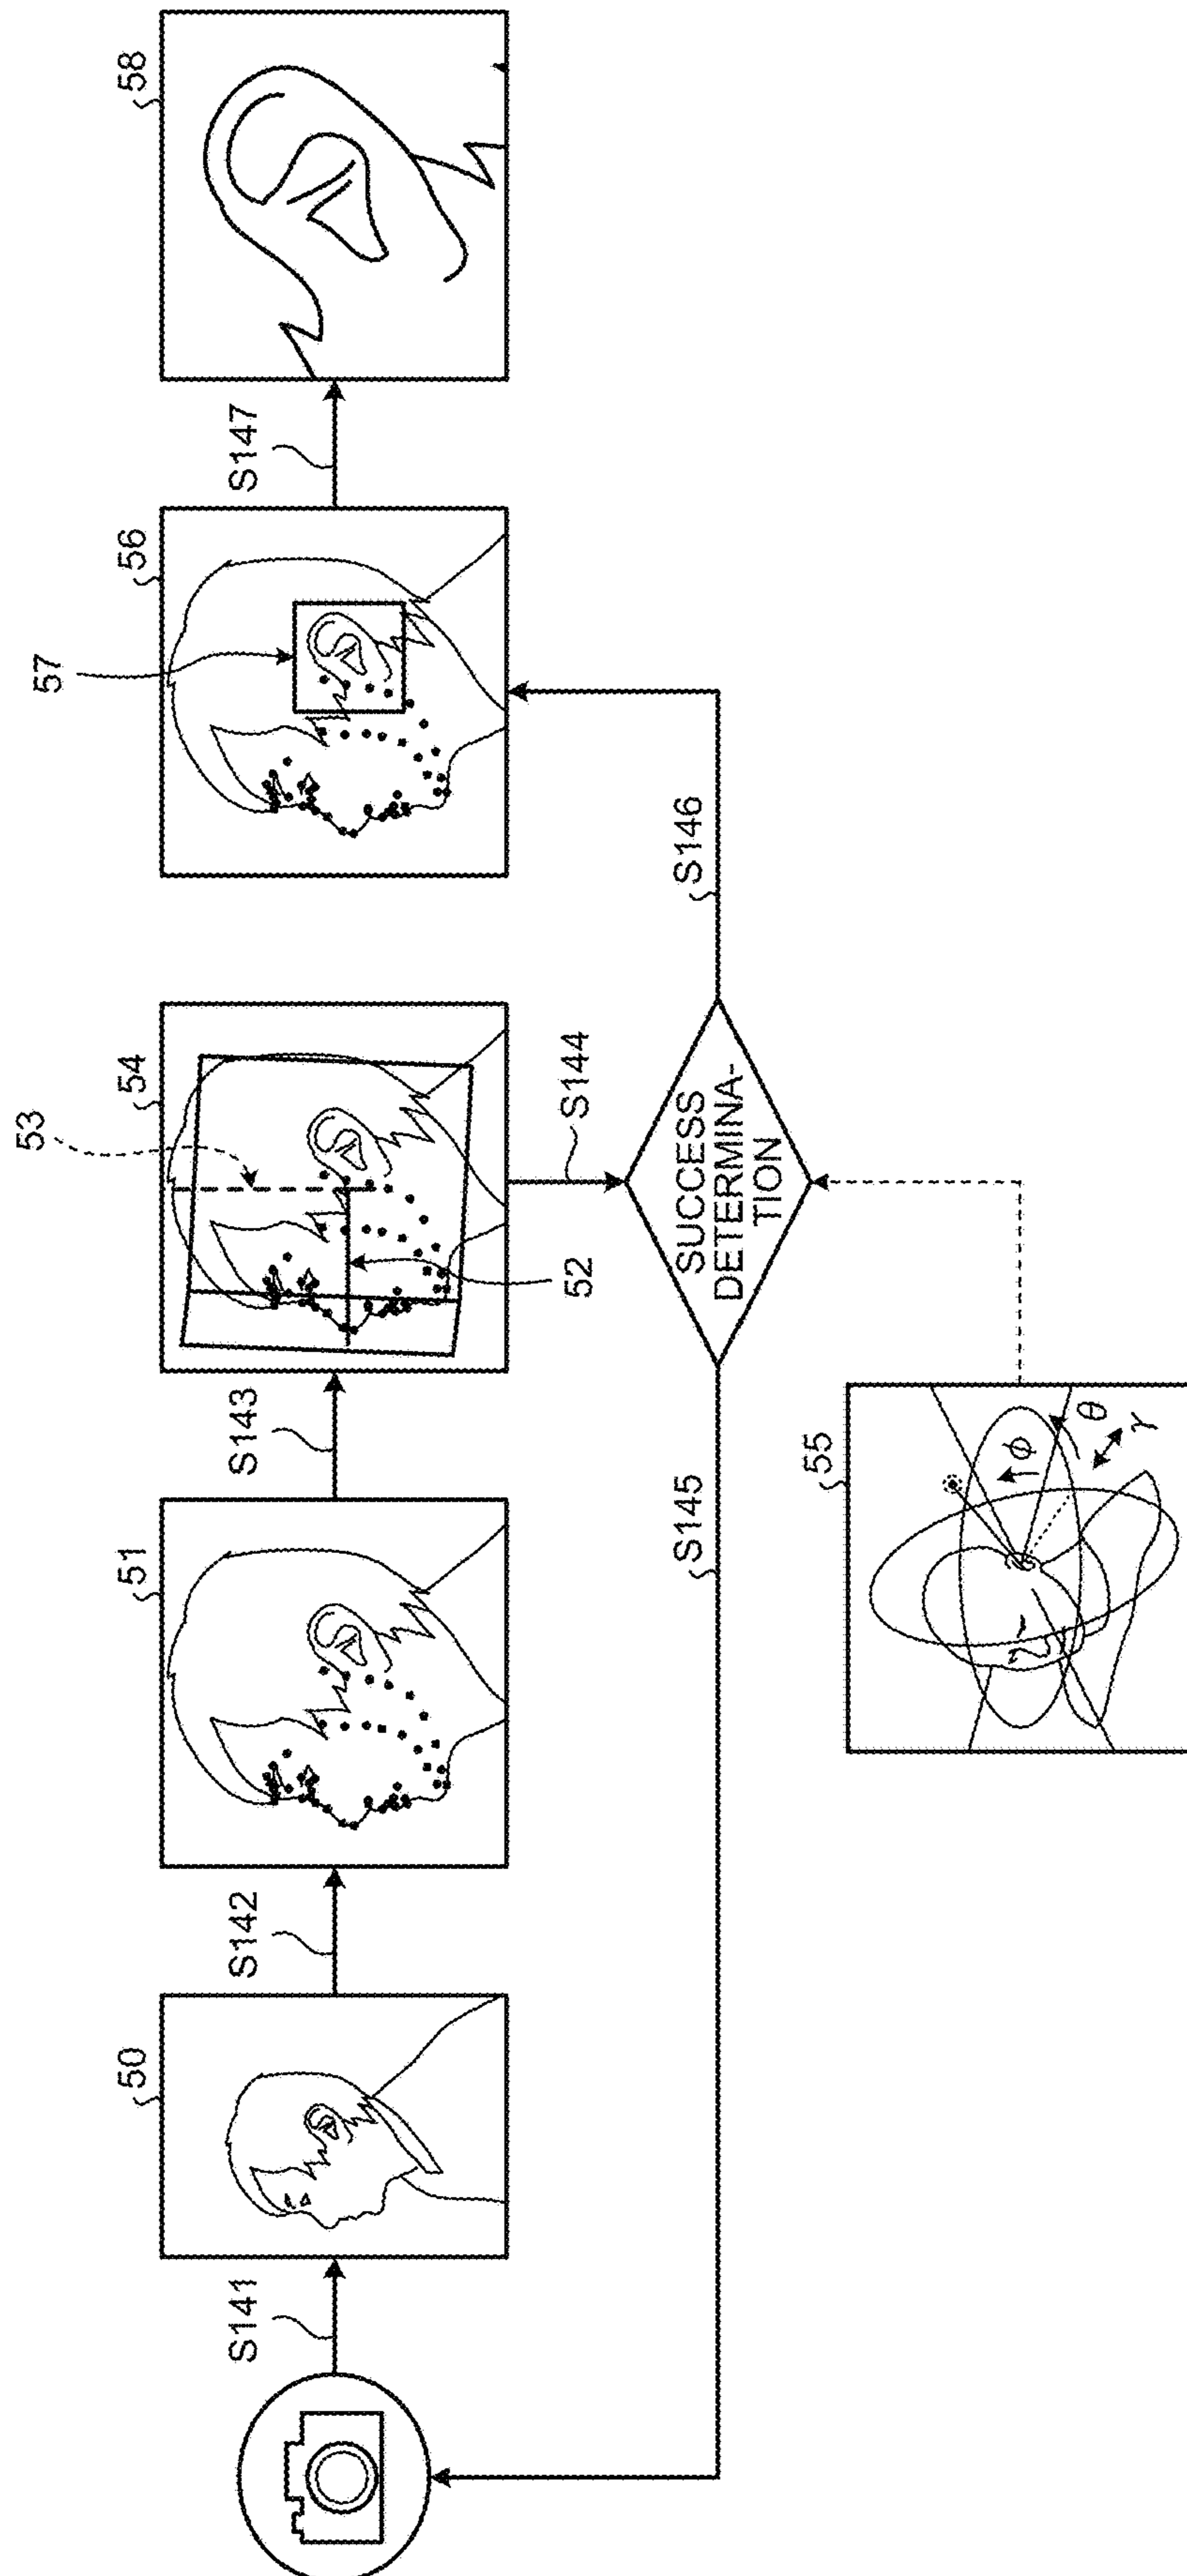 S141
50
S142
51
S143
53
54
52
S144
57
56
S147
58
S145
SUCCESS
DETERMINA-
TION
S146
55
ϕ
θ
γ